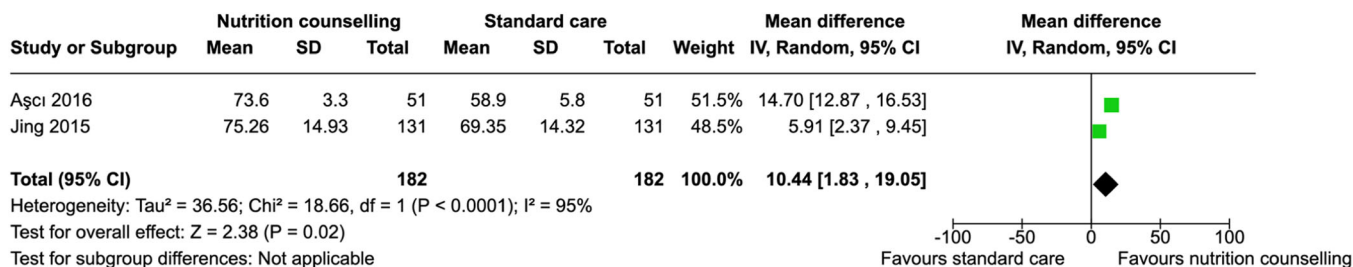 Nutrition counselling Standard care Mean difference Mean difference
Study or Subgroup Mean SD Total Mean SD Total Weight IV, Random, 95% CI IV, Random, 95% CI
Aşcı 2016 73.6 3.3 51 58.9 5.8 51 51.5% 14.70 [12.87 , 16.53]
Jing 2015 75.26 14.93 131 69.35 14.32 131 48.5% 5.91 [2.37 , 9.45]
Total (95% CI) 182 182 100.0% 10.44 [1.83 , 19.05]
Heterogeneity: Tau² = 36.56; Chi² = 18.66, df = 1 (P < 0.0001); I² = 95%
Test for overall effect: Z = 2.38 (P = 0.02)
-100 -50 0 50 100
Test for subgroup differences: Not applicable Favours standard care Favours nutrition counselling